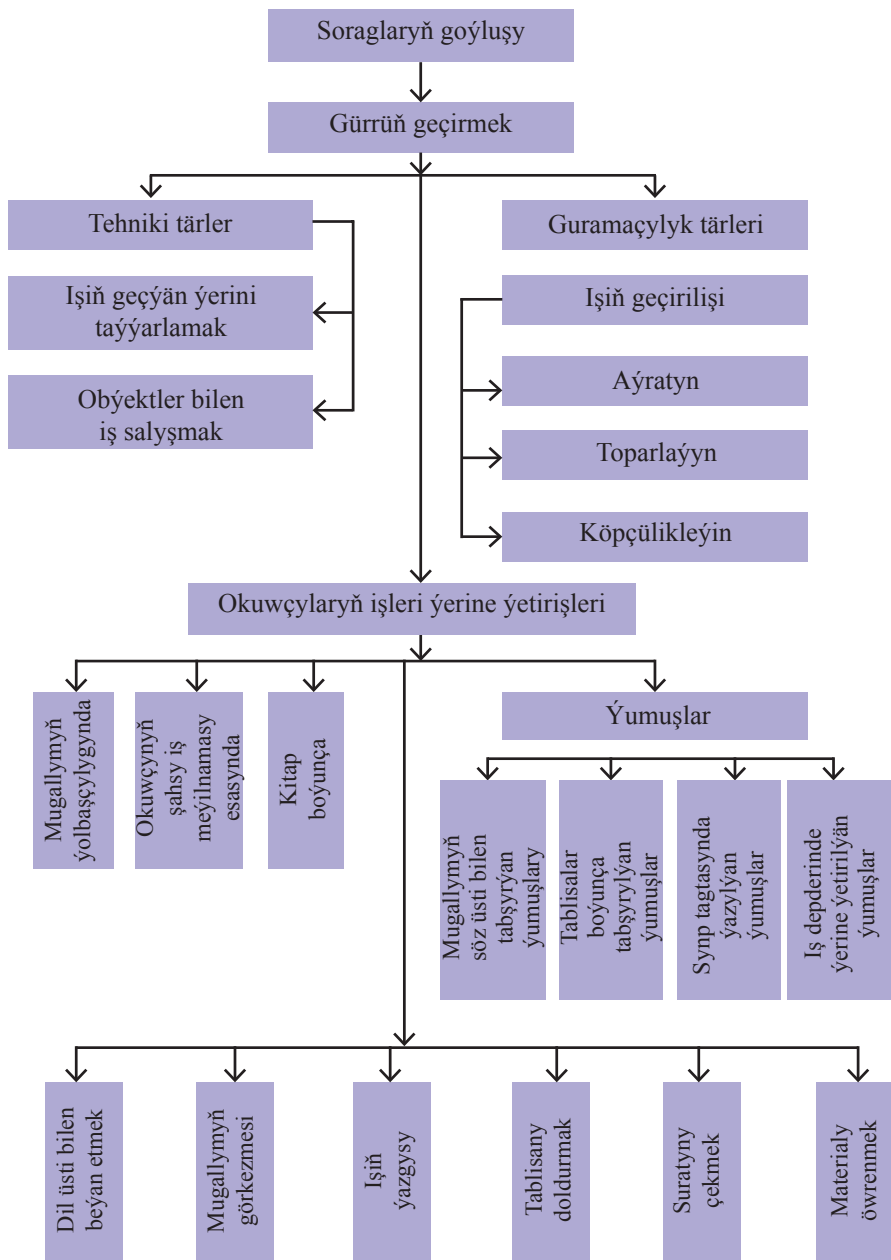 Soraglaryň goýluşy
Gürrüň geçirmek
Tehniki tärler
Işiň geçýän ýerini
taýýarlamak
Obýektler bilen
iş salyşmak
Guramaçylyk tärleri
Işiň geçirilişi
Aýratyn
Toparlaýyn
Köpçülikleýin
Okuwçylaryň işleri ýerine ýetirişleri
Mugallymyň
ýolbaşçylygynda
Okuwçynyň
şahsy iş
meýilnamasy
esasynda
Kitap
boýunça
Ýumuşlar
Mugallymyň
söz üsti bilen
tabşyrýan
ýumuşlary
Tablisalar
boýunça
tabşyrylýan
ýumuşlar
Synp tagtasynda
ýazylýan
ýumuşlar
Iş depderinde
ýerine ýetirilýän
ýumuşlar
Dil üsti bilen
beýan etmek
Mugallymyň
görkezmesi
Işiň
ýazgysy
Tablisany
doldurmak
Suratyny
çekmek
Materialy
öwrenmek